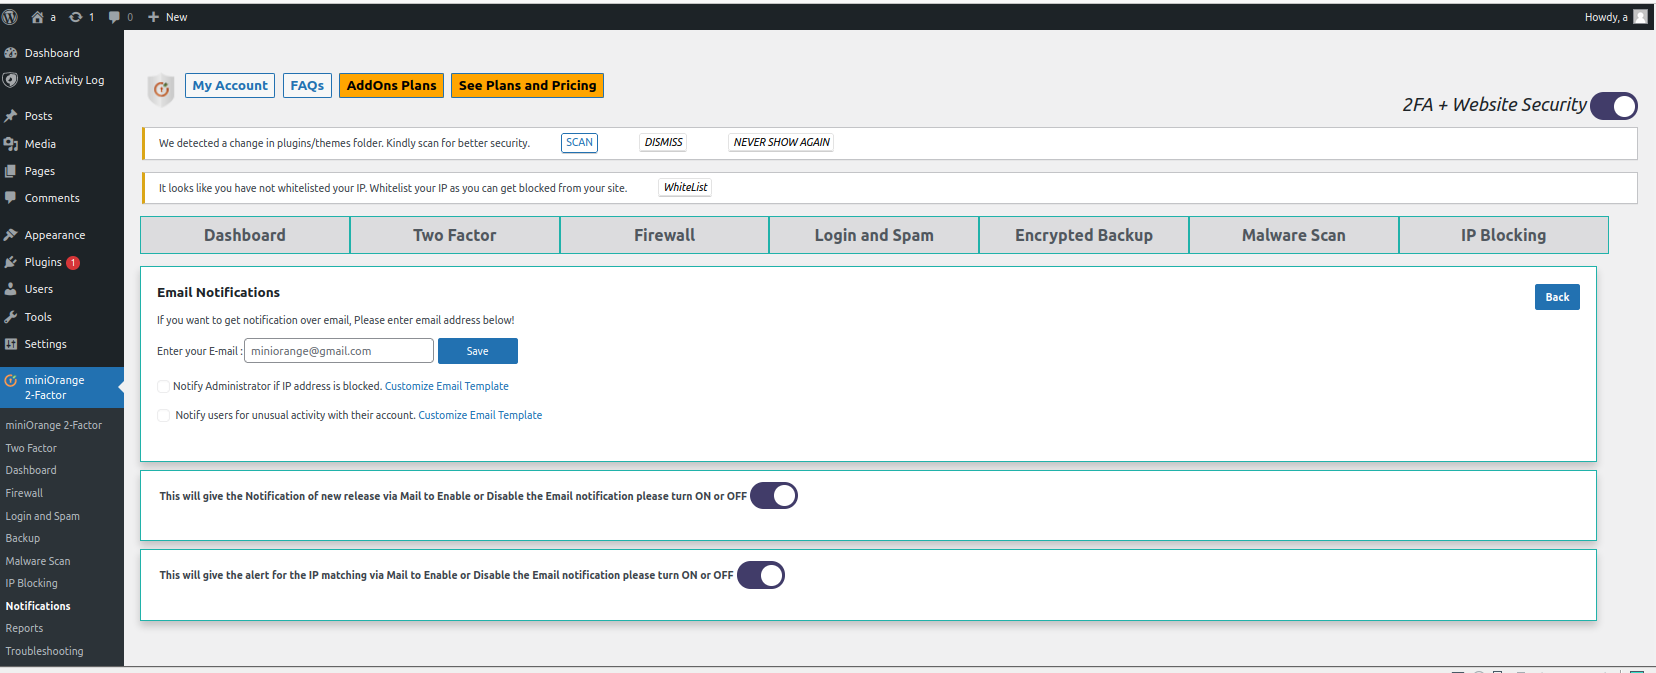 a 1 0 New Howdy, a
Dashboard
WP Activity Log
Posts
Media
Pages
Comments
Appearance
Plugins 1
Users
Tools
Settings
miniOrange
2-Factor
miniOrange 2-Factor
Two Factor
Dashboard
Firewall
Login and Spam
Backup
Malware Scan
IP Blocking
Notifications
Reports
Troubleshooting
My Account FAQs AddOns Plans See Plans and Pricing
2FA + Website Security
We detected a change in plugins/themes folder. Kindly scan for better security. SCAN DISMISS NEVER SHOW AGAIN
It looks like you have not whitelisted your IP. Whitelist your IP as you can get blocked from your site. WhiteList
Dashboard Two Factor Firewall Login and Spam Encrypted Backup Malware Scan IP Blocking
Email Notifications Back
If you want to get notification over email, Please enter email address below!
Enter your E-mail : miniorange@gmail.com Save
Notify Administrator if IP address is blocked. Customize Email Template
Notify users for unusual activity with their account. Customize Email Template
This will give the Notification of new release via Mail to Enable or Disable the Email notification please turn ON or OFF
This will give the alert for the IP matching via Mail to Enable or Disable the Email notification please turn ON or OFF